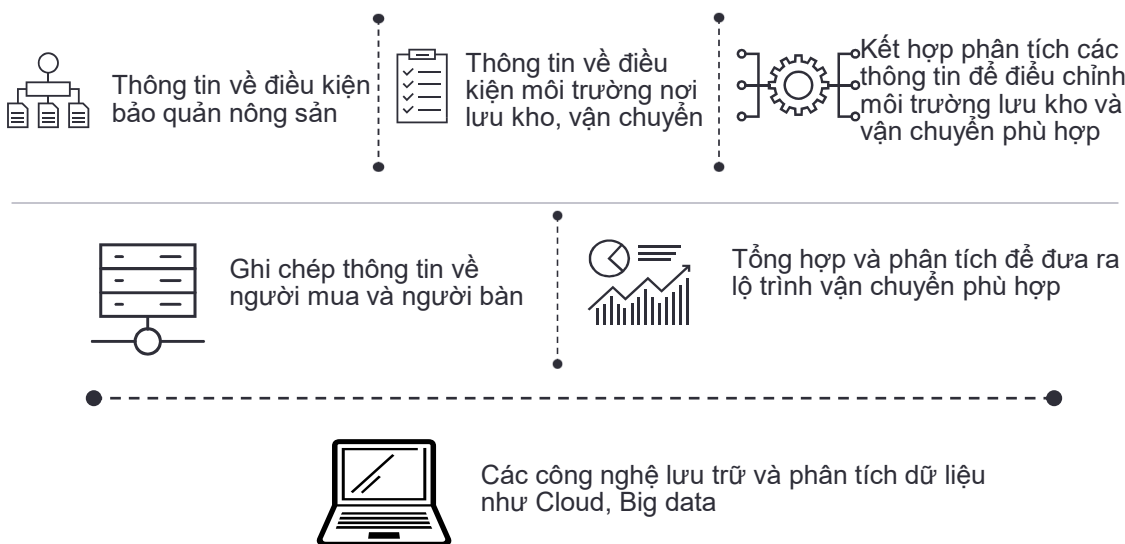 Thông tin về điều kiện
bảo quản nông sản
Thông tin về điều
kiện môi trường nơi
lưu kho, vận chuyển
Kết hợp phân tích các
thông tin để điều chỉnh
môi trường lưu kho và
vận chuyển phù hợp
Ghi chép thông tin về
người mua và người bàn
Tổng hợp và phân tích để đưa ra
lộ trình vận chuyển phù hợp
Các công nghệ lưu trữ và phân tích dữ liệu
như Cloud, Big data